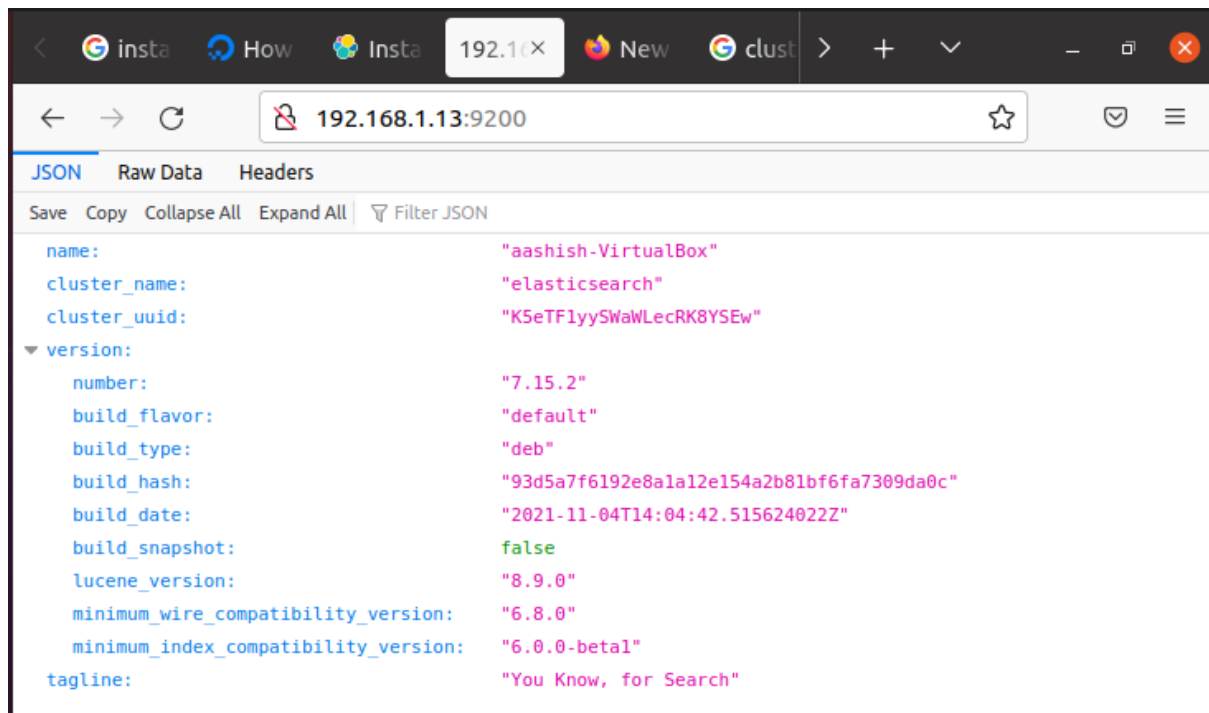 insta How Insta 192.16 New clust
192.168.1.13:9200
JSON Raw Data Headers
Save Copy Collapse All Expand All Filter JSON
name: "aashish-VirtualBox"
cluster_name: "elasticsearch"
cluster_uuid: "K5eTF1yySWaWLecRK8YSEw"
version:
number: "7.15.2"
build_flavor: "default"
build_type: "deb"
build_hash: "93d5a7f6192e8a1a12e154a2b81bf6fa7309da0c"
build_date: "2021-11-04T14:04:42.515624022Z"
build_snapshot: false
lucene_version: "8.9.0"
minimum_wire_compatibility_version: "6.8.0"
minimum_index_compatibility_version: "6.0.0-beta1"
tagline: "You Know, for Search"